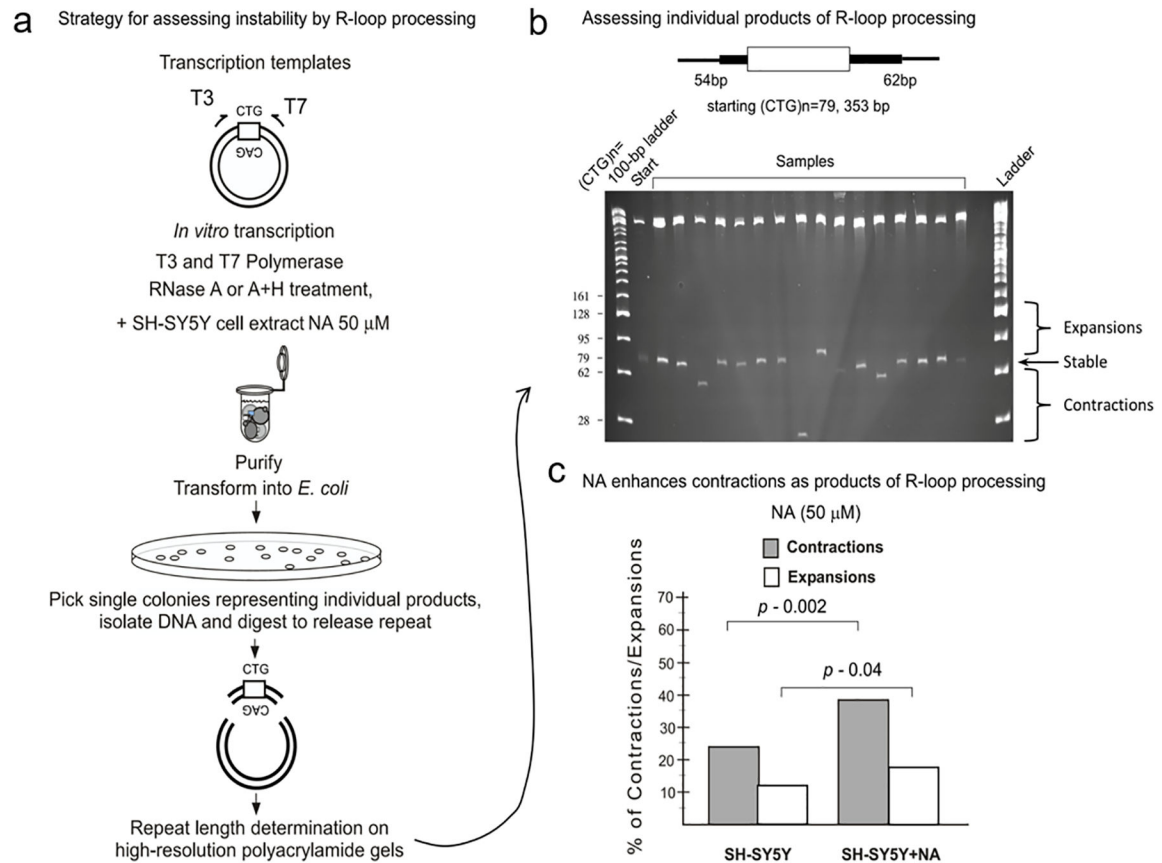 a
Strategy for assessing instability by R-loop processing
Transcription templates
T3
CTG
T7
CAG
In vitro transcription
T3 and T7 Polymerase
RNase A or A+H treatment,
+ SH-SY5Y cell extract NA 50 μM
Purify
Transform into E. coli
Pick single colonies representing individual products,
isolate DNA and digest to release repeat
CTG
CAG
Repeat length determination on
high-resolution polyacrylamide gels
b
Assessing individual products of R-loop processing
54bp
62bp
starting (CTG)n=79, 353 bp
(CTG)n=
100-bp ladder
Start
Samples
Ladder
161
128
95
79
62
28
Expansions
Stable
Contractions
c
NA enhances contractions as products of R-loop processing
NA (50 μM)
Contractions
Expansions
% of Contractions/Expansions
70
60
50
40
30
20
10
p - 0.002
p - 0.04
SH-SY5Y
SH-SY5Y+NA